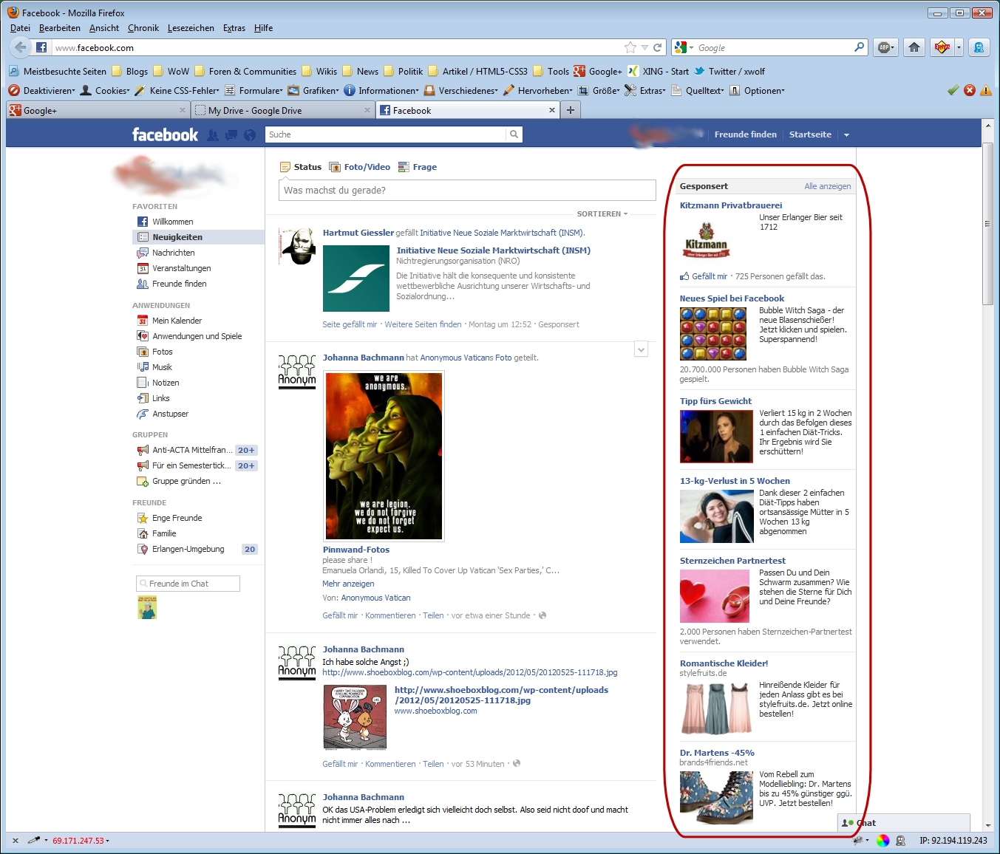 Facebook - Mozilla Firefox
Datei Bearbeiten Ansicht Chronik Lesezeichen Extras Hilfe
www.facebook.com
Google
ABP
Meistbesuchte Seiten Blogs WoW Foren & Communities Wikis News Politik Artikel / HTML5-CSS3 Tools Google+ XING - Start Twitter / xwolf
Deaktivieren Cookies Keine CSS-Fehler Formulare Grafiken Informationen Verschiedenes Hervorheben Größe Extras Quelltext Optionen
Google+
My Drive - Google Drive
Facebook
facebook
Suche
Freunde finden
Startseite
FAVORITEN
Willkommen
Neuigkeiten
Nachrichten
Veranstaltungen
Freunde finden
ANWENDUNGEN
Mein Kalender
Anwendungen und Spiele
Fotos
Musik
Notizen
Links
Anstupser
GRUPPEN
Anti-ACTA Mittelfran... 20+
Für ein Semestertick... 20+
Gruppe gründen ...
FREUNDE
Enge Freunde
Familie
Erlangen-Umgebung 20
Freunde im Chat
Status Foto/Video Frage
Was machst du gerade?
SORTIEREN
Hartmut Giessler gefällt Initiative Neue Soziale Marktwirtschaft (INSM).
Initiative Neue Soziale Marktwirtschaft (INSM)
Nichtregierungsorganisation (NRO)
Die Initiative hält die konsequente und konsistente
wettbewerbliche Ausrichtung unserer Wirtschafts- und
Sozialordnung...
Seite gefällt mir · Weitere Seiten finden · Montag um 12:52 · Gesponsert
Anonym
Johanna Bachmann hat Anonymous Vaticans Foto geteilt.
we are
anonymous.
we are legion.
we do not forgive
we do not forget
expect us.
Pinnwand-Fotos
please share !
Emanuela Orlandi, 15, Killed To Cover Up Vatican 'Sex Parties,' C...
Mehr anzeigen
Von: Anonymous Vatican
Gefällt mir · Kommentieren · Teilen · vor etwa einer Stunde ·
Anonym
Johanna Bachmann
Ich habe solche Angst ;)
http://www.shoeboxblog.com/wp-content/uploads/2012/05/20120525-111718.jpg
http://www.shoeboxblog.com/wp-content/uploads
/2012/05/20120525-111718.jpg
www.shoeboxblog.com
Gefällt mir · Kommentieren · Teilen · vor 53 Minuten ·
Anonym
Johanna Bachmann
OK das USA-Problem erledigt sich vielleicht doch selbst. Also seid nicht doof und macht
nicht immer alles nach ...
Gesponsert Alle anzeigen
Kitzmann Privatbrauerei
Kitzmann
Unser Erlanger Bier seit
1712
Gefällt mir · 725 Personen gefällt das.
Neues Spiel bei Facebook
Bubble Witch Saga - der
neue Blasenschießer!
Jetzt klicken und spielen.
Superspannend!
20.700.000 Personen haben Bubble Witch Saga
gespielt.
Tipp fürs Gewicht
Verliert 15 kg in 2 Wochen
durch das Befolgen dieses
1 einfachen Diät-Tricks.
Ihr Ergebnis wird Sie
erschüttern!
13-kg-Verlust in 5 Wochen
Dank dieser 2 einfachen
Diät-Tipps haben
ortsansässige Mütter in 5
Wochen 13 kg
abgenommen
Sternzeichen Partnertest
Passen Du und Dein
Schwarm zusammen? Wie
stehen die Sterne für Dich
und Deine Freunde?
2.000 Personen haben Sternzeichen-Partnertest
verwendet.
Romantische Kleider!
stylefruits.de
Hinreißende Kleider für
jeden Anlass gibt es bei
stylefruits.de. Jetzt online
bestellen!
Dr. Martens -45%
brands4friends.net
Vom Rebell zum
Modelliebling: Dr. Martens
bis zu 45% günstiger ggü.
UVP. Jetzt bestellen!
Chat
69.171.247.53
IP: 92.194.119.243